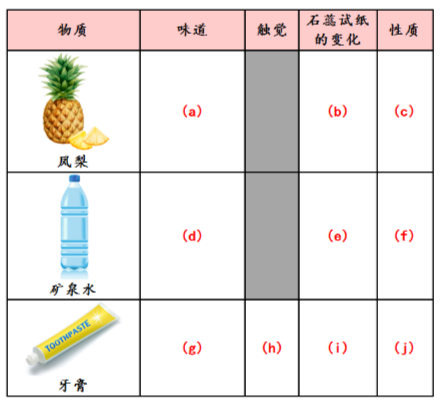 物质 味道 触觉 石蕊试纸
的变化 性质
(a) (b) (c)
凤梨
(d) (e) (f)
矿泉水
TOOTHPASTE
(g) (h) (i) (j)
牙膏